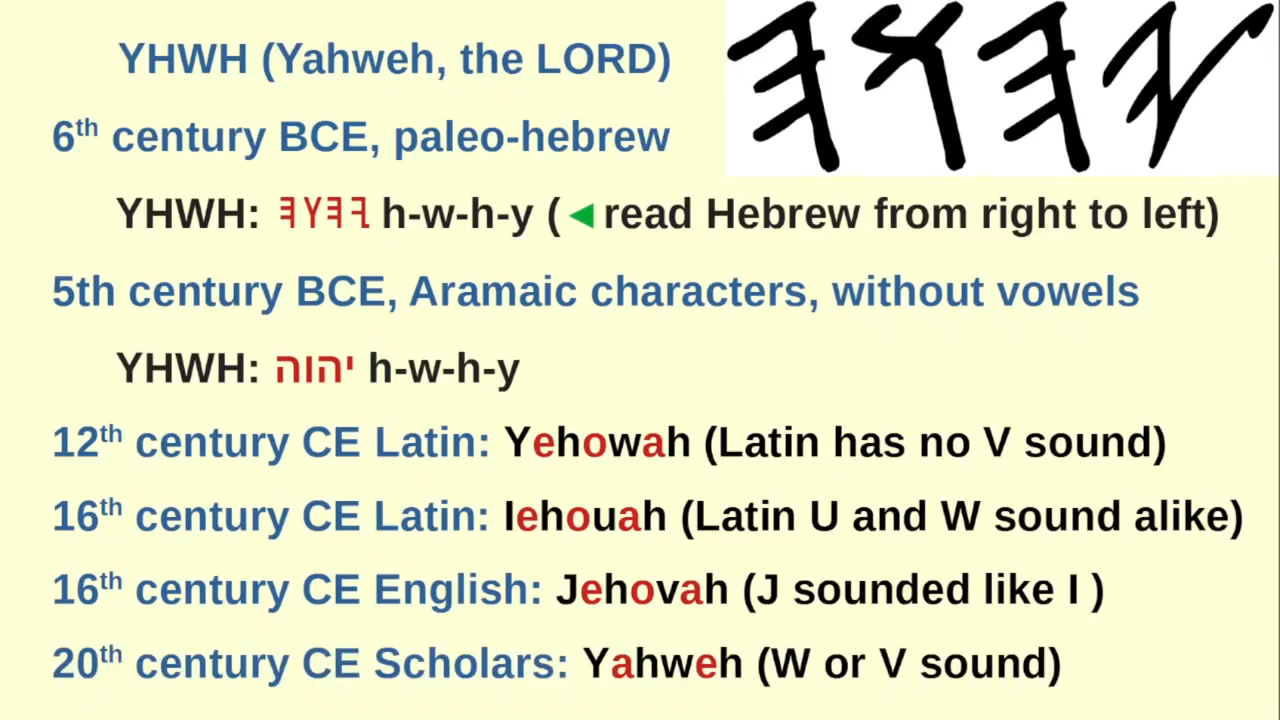 YHWH (Yahweh, the LORD)
𐤉𐤄𐤅𐤄
6th century BCE, paleo-hebrew
YHWH: 𐤉𐤄𐤅𐤄 h-w-h-y (◄read Hebrew from right to left)
5th century BCE, Aramaic characters, without vowels
YHWH: יהוה h-w-h-y
12th century CE Latin: Yehowah (Latin has no V sound)
16th century CE Latin: Iehouah (Latin U and W sound alike)
16th century CE English: Jehovah (J sounded like I )
20th century CE Scholars: Yahweh (W or V sound)